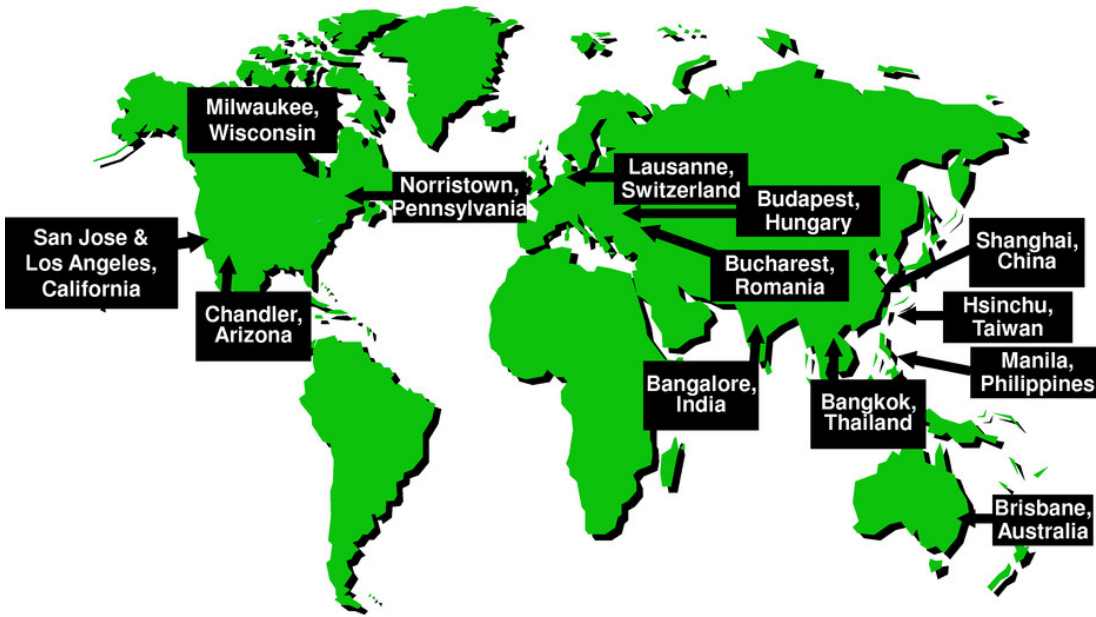 Milwaukee,
Wisconsin
Norristown,
Pennsylvania
San Jose &
Los Angeles,
California
Chandler,
Arizona
Lausanne,
Switzerland
Budapest,
Hungary
Bucharest,
Romania
Shanghai,
China
Hsinchu,
Taiwan
Manila,
Philippines
Bangalore,
India
Bangkok,
Thailand
Brisbane,
Australia